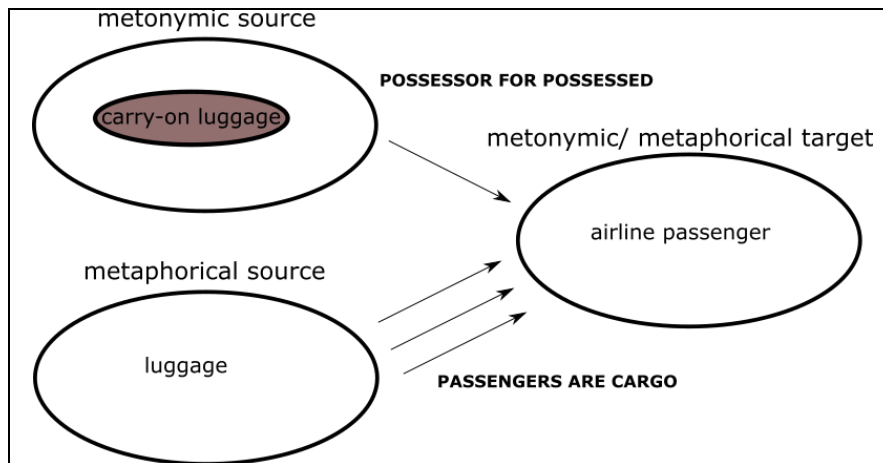 metonymic source
POSSESSOR FOR POSSESSED
carry-on luggage
metonymic/ metaphorical target
airline passenger
metaphorical source
luggage
PASSENGERS ARE CARGO